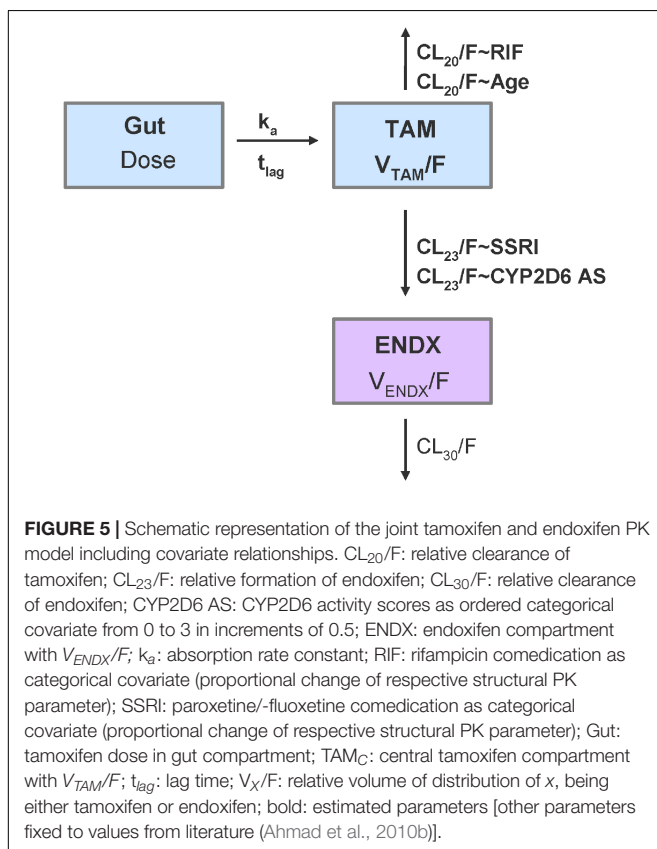 CL20/F~RIF
CL20/F~Age
Gut
Dose
ka
tlag
TAM
VTAM/F
CL23/F~SSRI
CL23/F~CYP2D6 AS
ENDX
VENDX/F
CL30/F
FIGURE 5 | Schematic representation of the joint tamoxifen and endoxifen PK
model including covariate relationships. CL20/F: relative clearance of
tamoxifen; CL23/F: relative formation of endoxifen; CL30/F: relative clearance
of endoxifen; CYP2D6 AS: CYP2D6 activity scores as ordered categorical
covariate from 0 to 3 in increments of 0.5; ENDX: endoxifen compartment
with VENDX/F; ka: absorption rate constant; RIF: rifampicin comedication as
categorical covariate (proportional change of respective structural PK
parameter); SSRI: paroxetine/-fluoxetine comedication as categorical
covariate (proportional change of respective structural PK parameter); Gut:
tamoxifen dose in gut compartment; TAMC: central tamoxifen compartment
with VTAM/F; tlag: lag time; VX/F: relative volume of distribution of x, being
either tamoxifen or endoxifen; bold: estimated parameters [other parameters
fixed to values from literature (Ahmad et al., 2010b)].